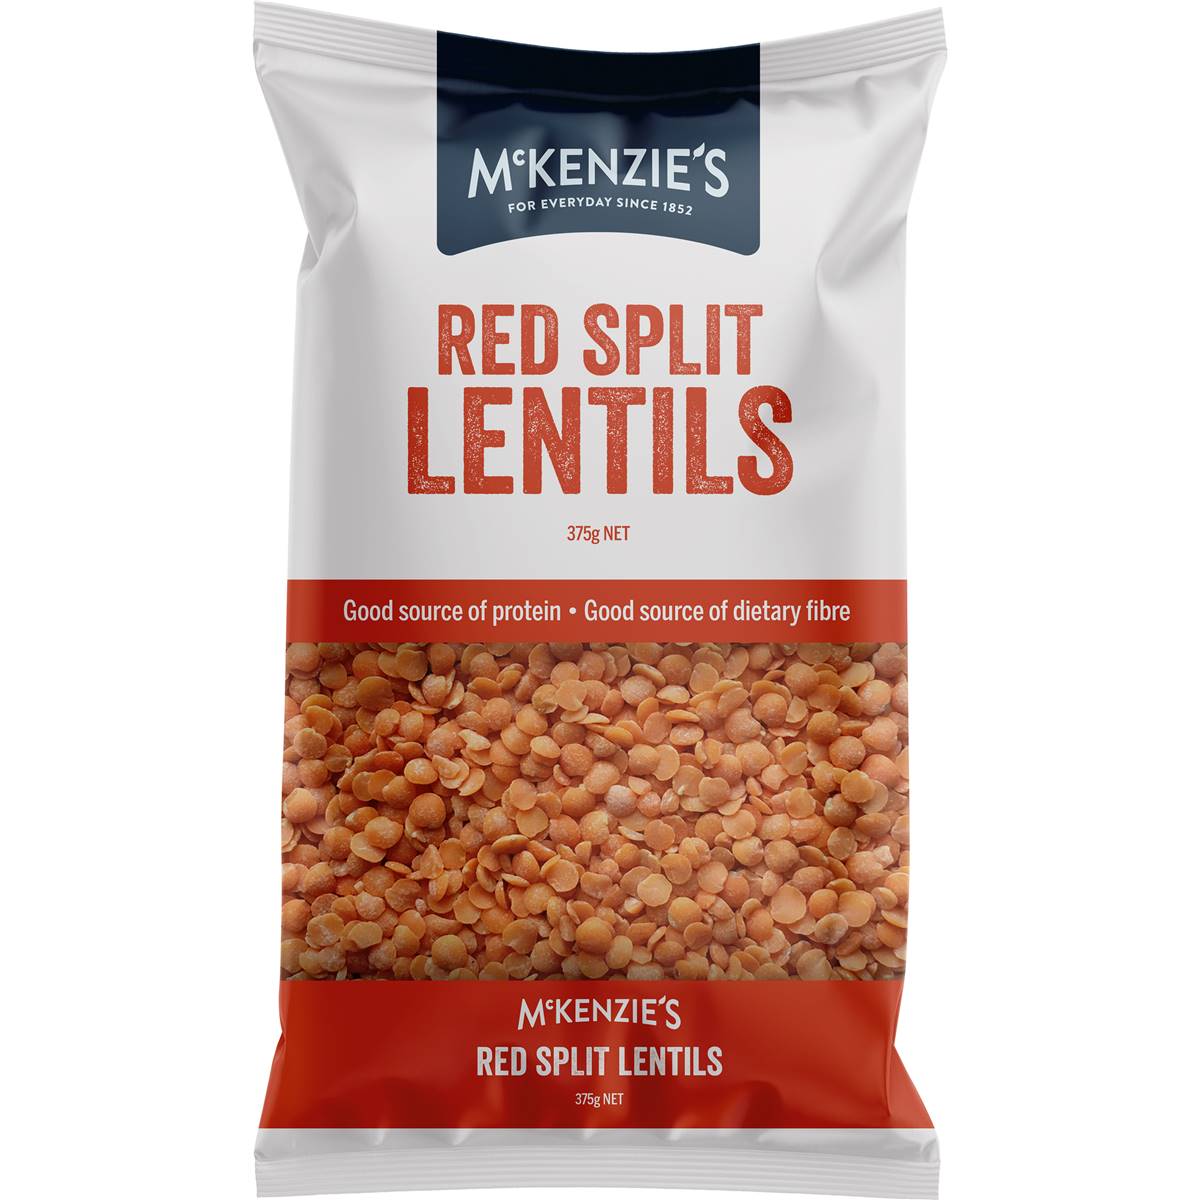 McKENZIE'S
FOR EVERYDAY SINCE 1852
RED SPLIT
LENTILS
375g NET
Good source of protein • Good source of dietary fibre
McKENZIE'S
RED SPLIT LENTILS
375g NET